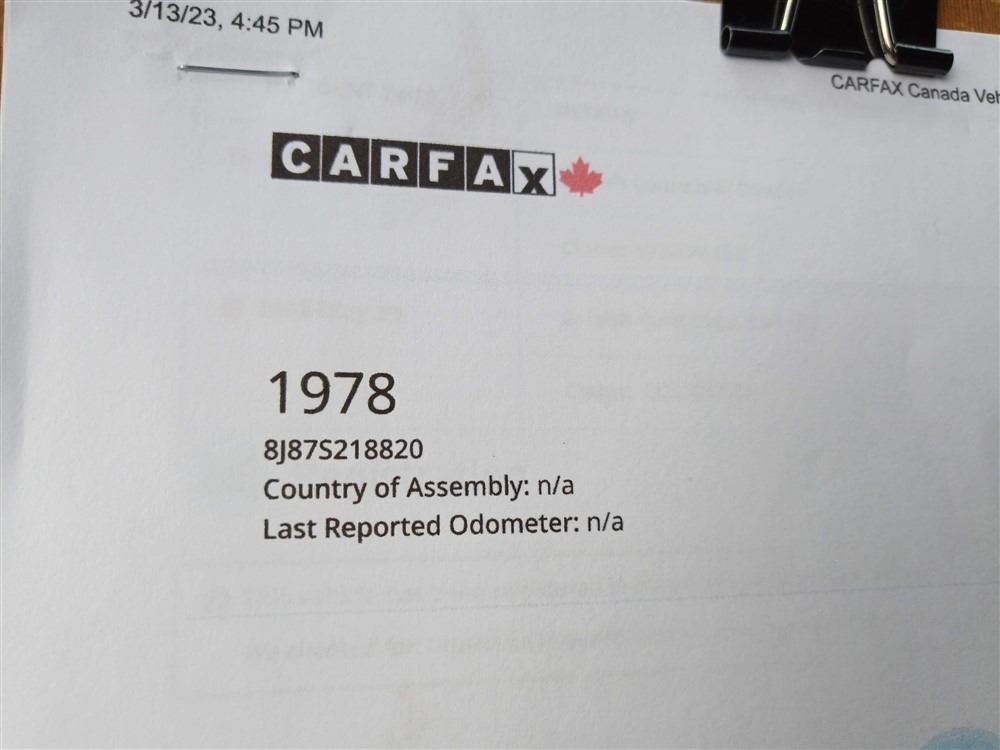 3/13/23, 4:45 PM
CARFAX Canada Veh
CARFAX
1978
8J87S218820
Country of Assembly: n/a
Last Reported Odometer: n/a